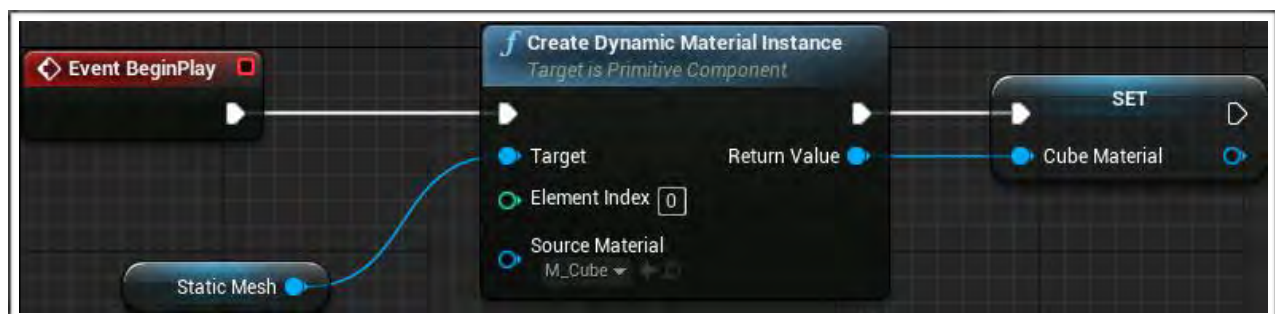 Event BeginPlay
f Create Dynamic Material Instance
Target is Primitive Component
SET
Target
Return Value
Cube Material
Element Index 0
Source Material
M_Cube
Static Mesh